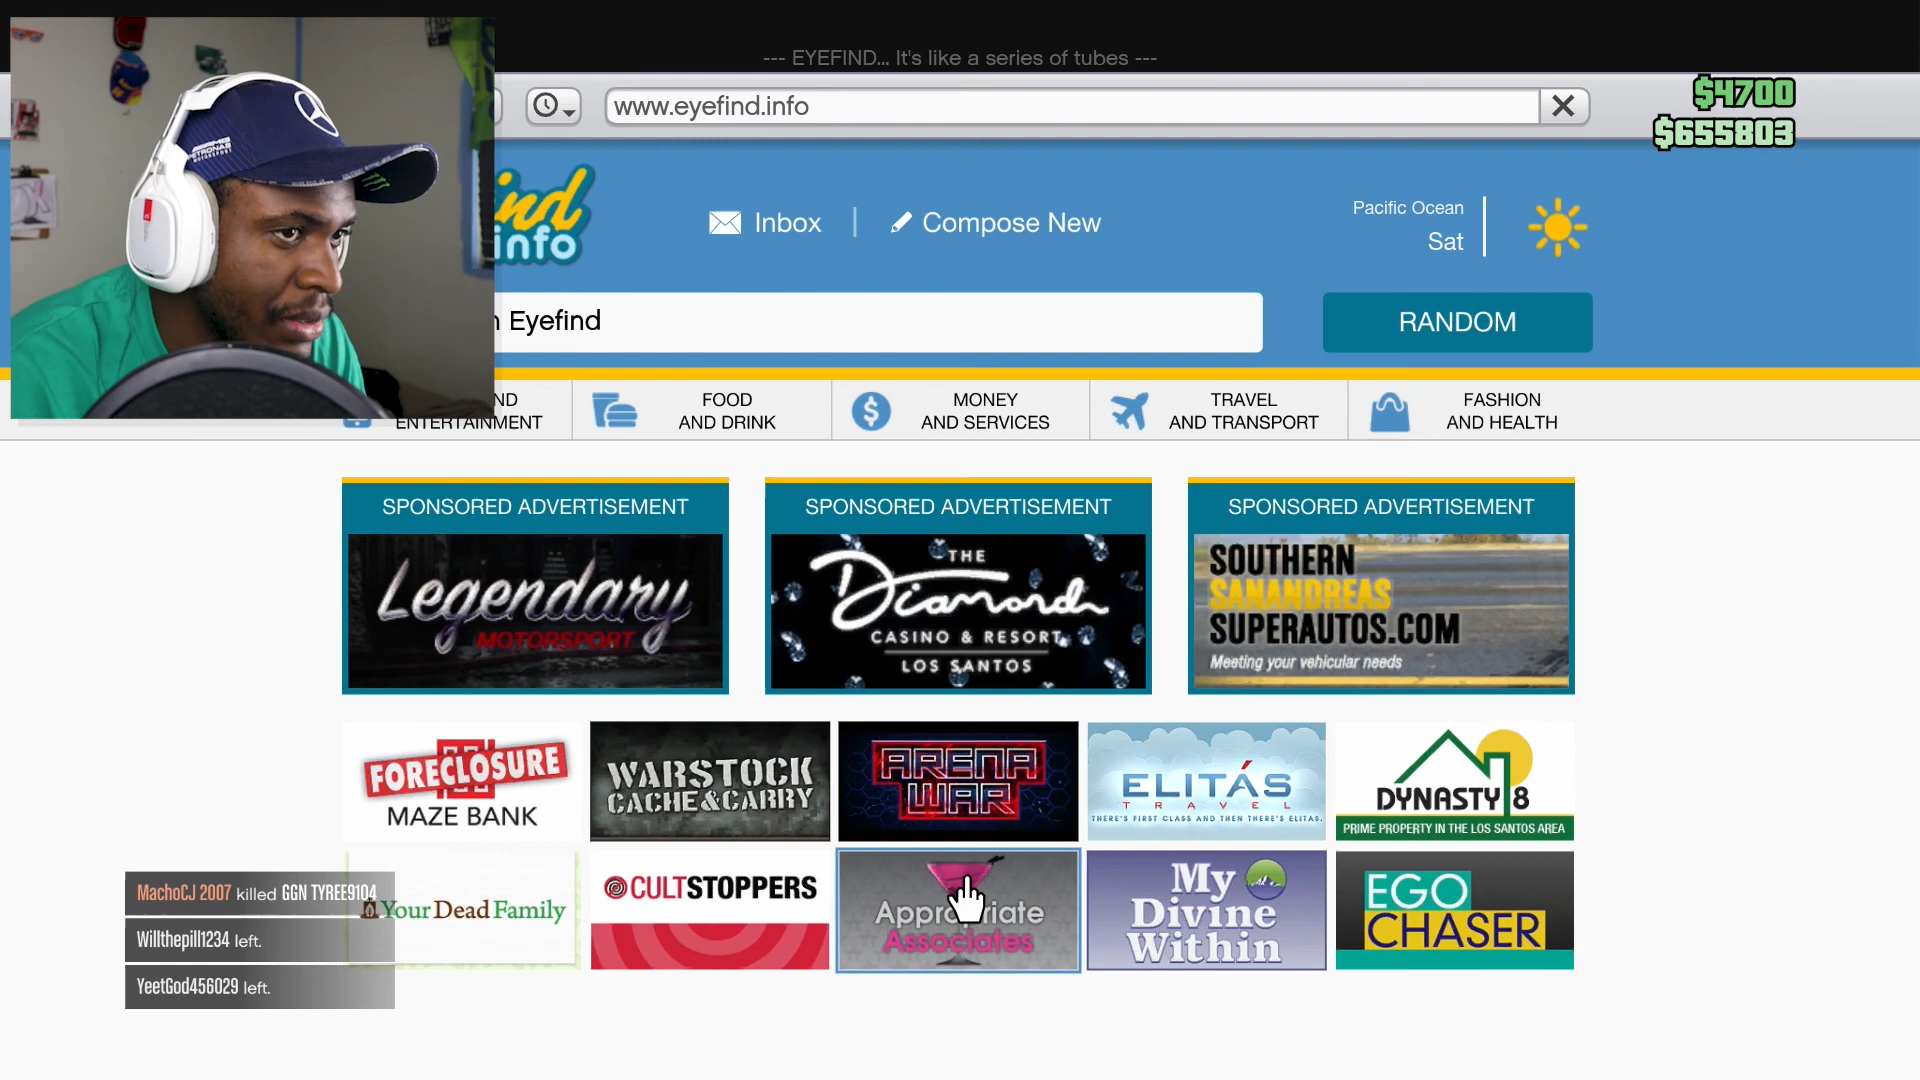 --- EYEFIND... It's like a series of tubes ---
www.eyefind.info
$4700
$655803
ind
info
Inbox
Compose New
Pacific Ocean
Sat
Eyefind
RANDOM
ND
ENTERTAINMENT
FOOD
AND DRINK
MONEY
AND SERVICES
TRAVEL
AND TRANSPORT
FASHION
AND HEALTH
SPONSORED ADVERTISEMENT
Legendary
MOTORSPORT
SPONSORED ADVERTISEMENT
THE
Diamond
CASINO & RESORT
LOS SANTOS
SPONSORED ADVERTISEMENT
SOUTHERN
SANANDREAS
SUPERAUTOS.COM
Meeting your vehicular needs
FORECLOSURE
MAZE BANK
WARSTOCK
CACHE&CARRY
ARENA
WAR
ELITÁS
TRAVEL
THERE'S FIRST CLASS AND THEN THERE'S ELITAS.
DYNASTY 8
PRIME PROPERTY IN THE LOS SANTOS AREA
Your Dead Family
CULTSTOPPERS
Appropriate
Associates
My
Divine
Within
EGO
CHASER
MachoCJ 2007 killed GGN TYREE9104
Willthepill1234 left.
YeetGod456029 left.